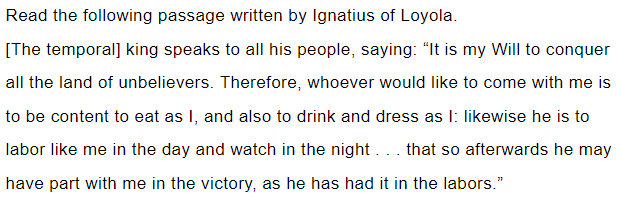 Read the following passage written by Ignatius of Loyola.
[The temporal] king speaks to all his people, saying: “It is my Will to conquer
all the land of unbelievers. Therefore, whoever would like to come with me is
to be content to eat as I, and also to drink and dress as I: likewise he is to
labor like me in the day and watch in the night . . . that so afterwards he may
have part with me in the victory, as he has had it in the labors.”